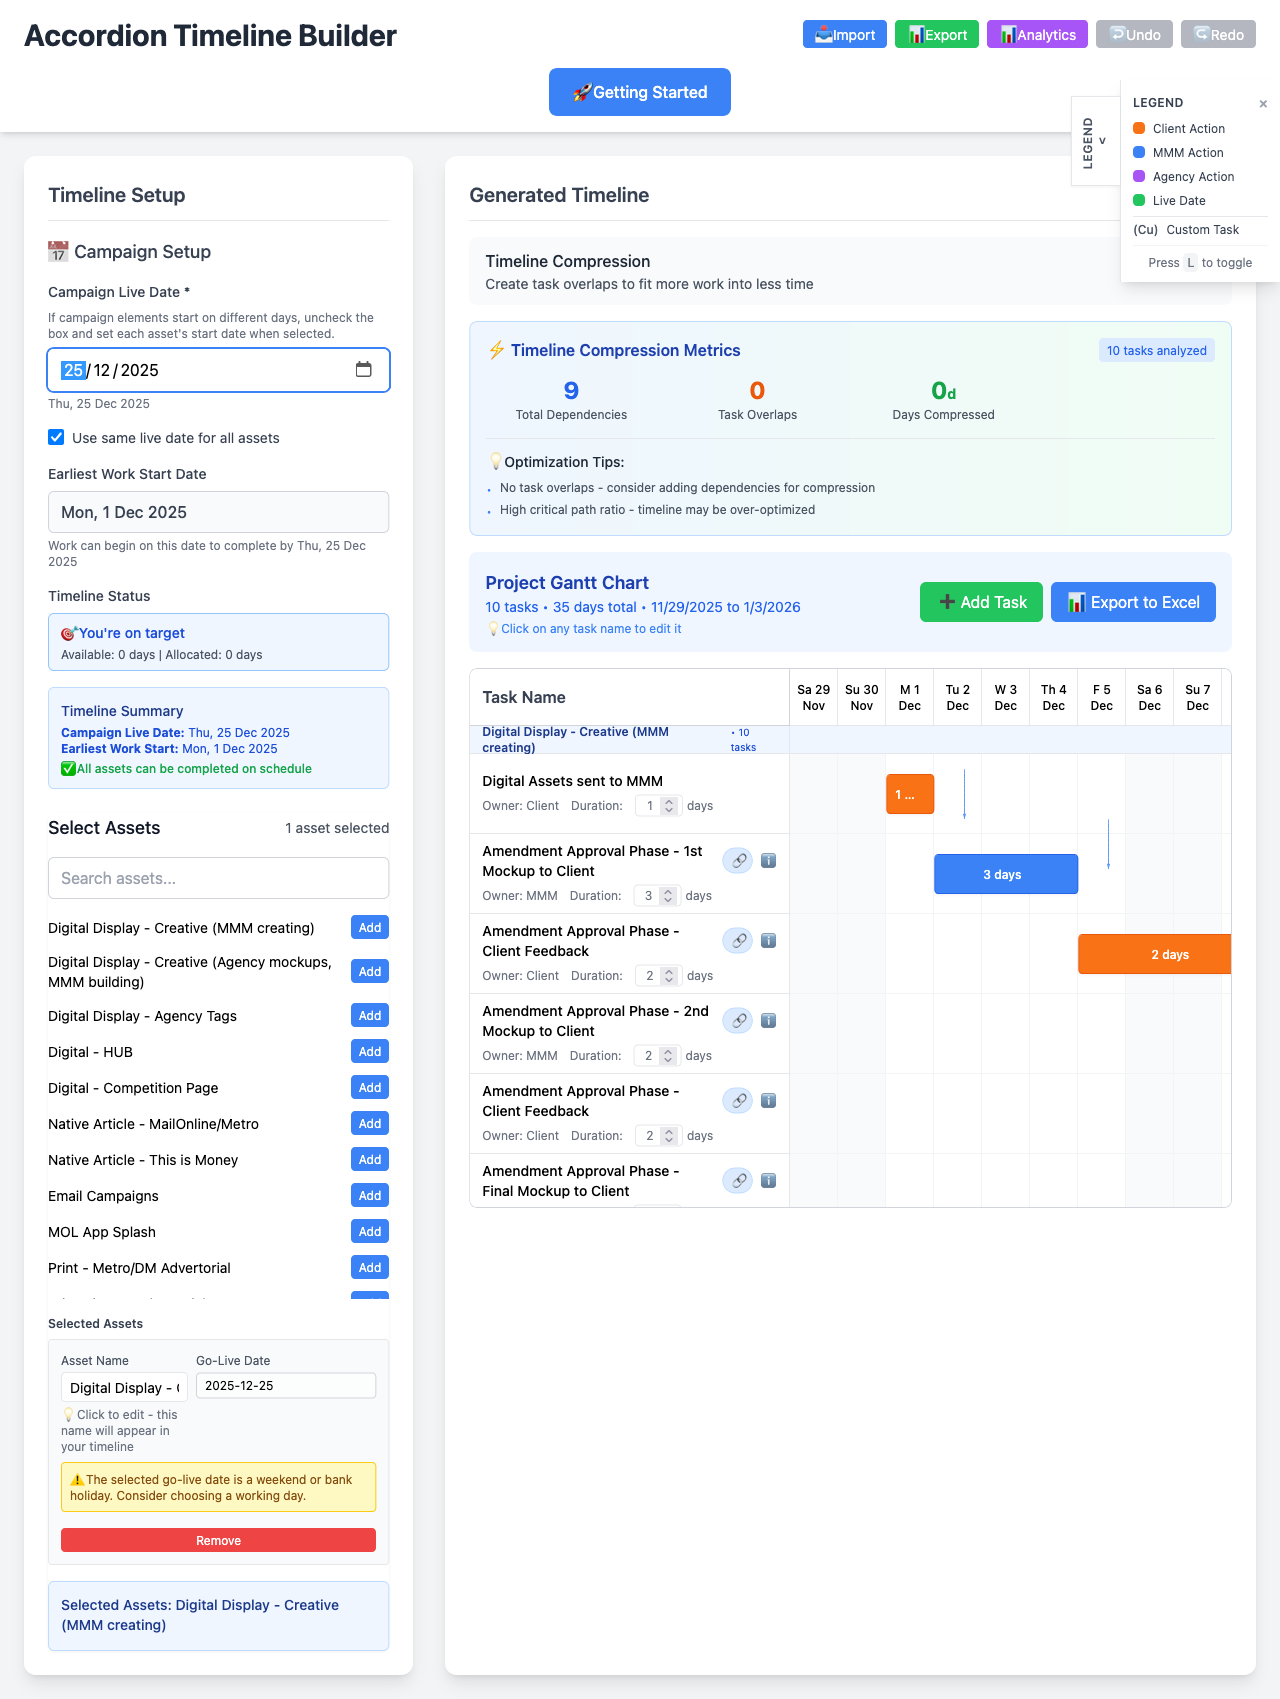 Accordion Timeline Builder
Import
Export
Analytics
Undo
Redo
Getting Started
LEGEND
LEGEND
×
Client Action
MMM Action
Agency Action
Live Date
(Cu) Custom Task
Press L to toggle
Timeline Setup
Campaign Setup
Campaign Live Date *
If campaign elements start on different days, uncheck the
box and set each asset's start date when selected.
25/12/2025
Thu, 25 Dec 2025
Use same live date for all assets
Earliest Work Start Date
Mon, 1 Dec 2025
Work can begin on this date to complete by Thu, 25 Dec
2025
Timeline Status
You're on target
Available: 0 days | Allocated: 0 days
Timeline Summary
Campaign Live Date: Thu, 25 Dec 2025
Earliest Work Start: Mon, 1 Dec 2025
All assets can be completed on schedule
Select Assets
1 asset selected
Search assets...
Digital Display - Creative (MMM creating)
Add
Digital Display - Creative (Agency mockups,
MMM building)
Add
Digital Display - Agency Tags
Add
Digital - HUB
Add
Digital - Competition Page
Add
Native Article - MailOnline/Metro
Add
Native Article - This is Money
Add
Email Campaigns
Add
MOL App Splash
Add
Print - Metro/DM Advertorial
Add
Selected Assets
Asset Name
Go-Live Date
Digital Display - (
2025-12-25
Click to edit - this
name will appear in
your timeline
The selected go-live date is a weekend or bank
holiday. Consider choosing a working day.
Remove
Selected Assets: Digital Display - Creative
(MMM creating)
Generated Timeline
Timeline Compression
Create task overlaps to fit more work into less time
Timeline Compression Metrics
10 tasks analyzed
9
Total Dependencies
0
Task Overlaps
0d
Days Compressed
Optimization Tips:
• No task overlaps - consider adding dependencies for compression
• High critical path ratio - timeline may be over-optimized
Project Gantt Chart
10 tasks • 35 days total • 11/29/2025 to 1/3/2026
Click on any task name to edit it
Add Task
Export to Excel
Task Name
Sa 29 Nov
Su 30 Nov
M 1 Dec
Tu 2 Dec
W 3 Dec
Th 4 Dec
F 5 Dec
Sa 6 Dec
Su 7 Dec
Digital Display - Creative (MMM
creating)
• 10
tasks
Digital Assets sent to MMM
Owner: Client Duration: 1 days
1 ...
Amendment Approval Phase - 1st
Mockup to Client
Owner: MMM Duration: 3 days
3 days
Amendment Approval Phase -
Client Feedback
Owner: Client Duration: 2 days
2 days
Amendment Approval Phase - 2nd
Mockup to Client
Owner: MMM Duration: 2 days
Amendment Approval Phase -
Client Feedback
Owner: Client Duration: 2 days
Amendment Approval Phase -
Final Mockup to Client